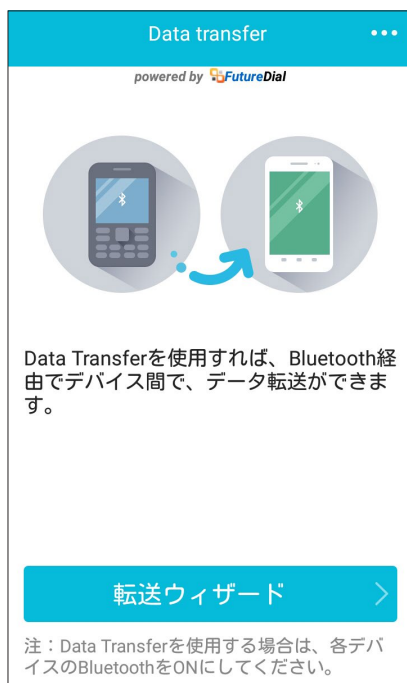 Data transfer
powered by FutureDial
Data Transferを使用すれば、Bluetooth経
由でデバイス間で、データ転送ができま
す。
転送ウィザード
注：Data Transferを使用する場合は、各デバ
イスのBluetoothをONにしてください。